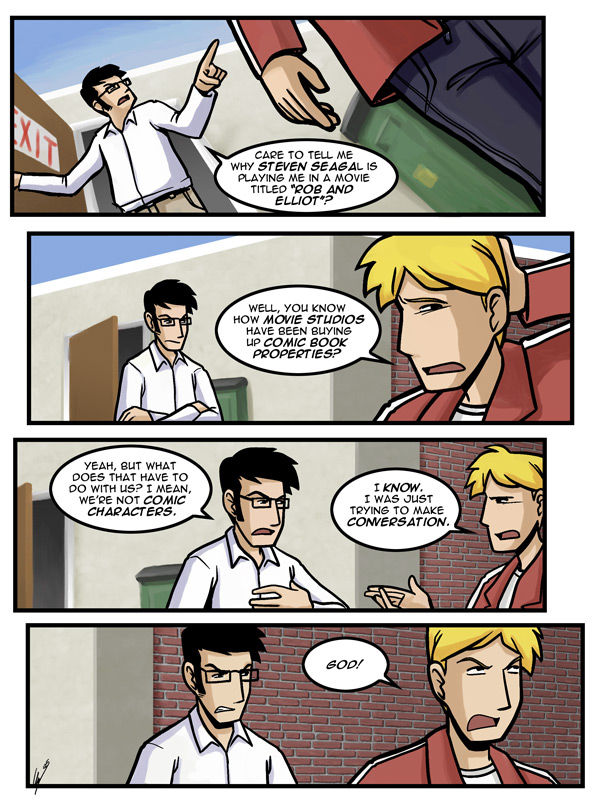 EXIT
CARE TO TELL ME
WHY STEVEN SEAGAL IS
PLAYING ME IN A MOVIE
TITLED "ROB AND
ELLIOT"?
WELL, YOU KNOW
HOW MOVIE STUDIOS
HAVE BEEN BUYING
UP COMIC BOOK
PROPERTIES?
YEAH, BUT WHAT
DOES THAT HAVE TO
DO WITH US? I MEAN,
WE'RE NOT COMIC
CHARACTERS.
I KNOW.
I WAS JUST
TRYING TO MAKE
CONVERSATION.
GOD!